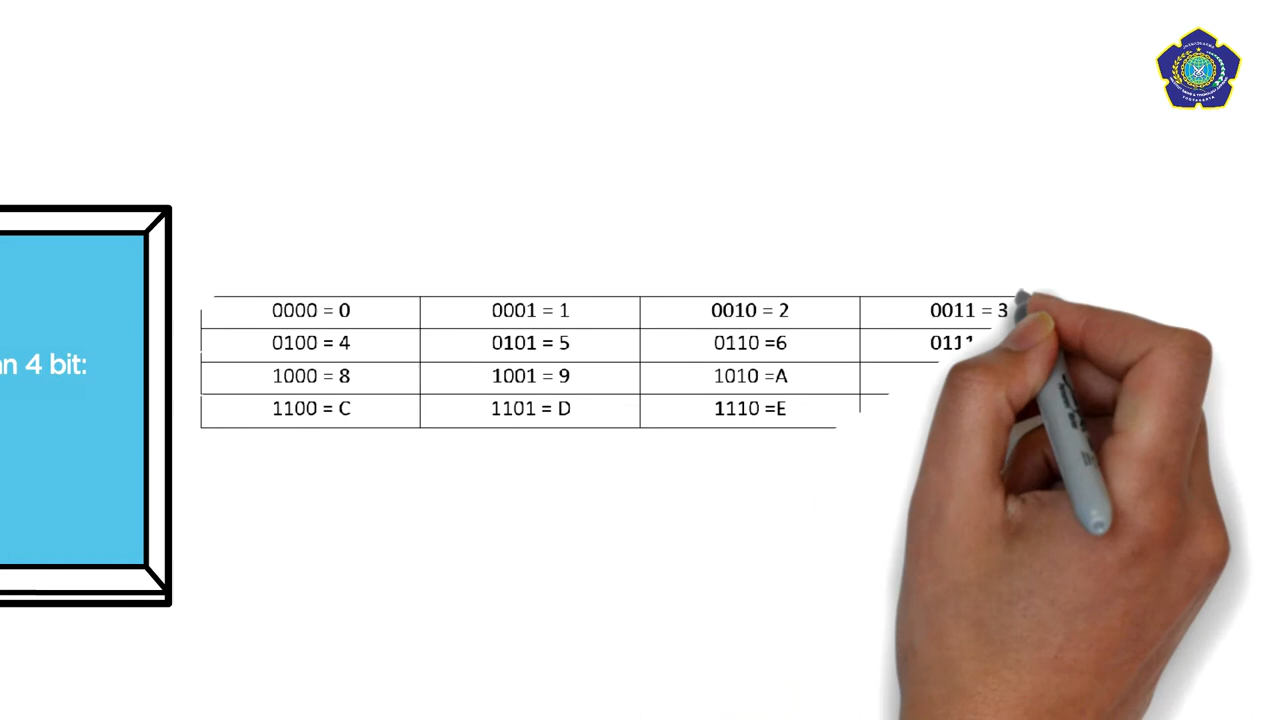 an 4 bit:
0000 = 0 0001 = 1 0010 = 2 0011 = 3
0100 = 4 0101 = 5 0110 =6 0111
1000 = 8 1001 = 9 1010 =A
1100 = C 1101 = D 1110 =E